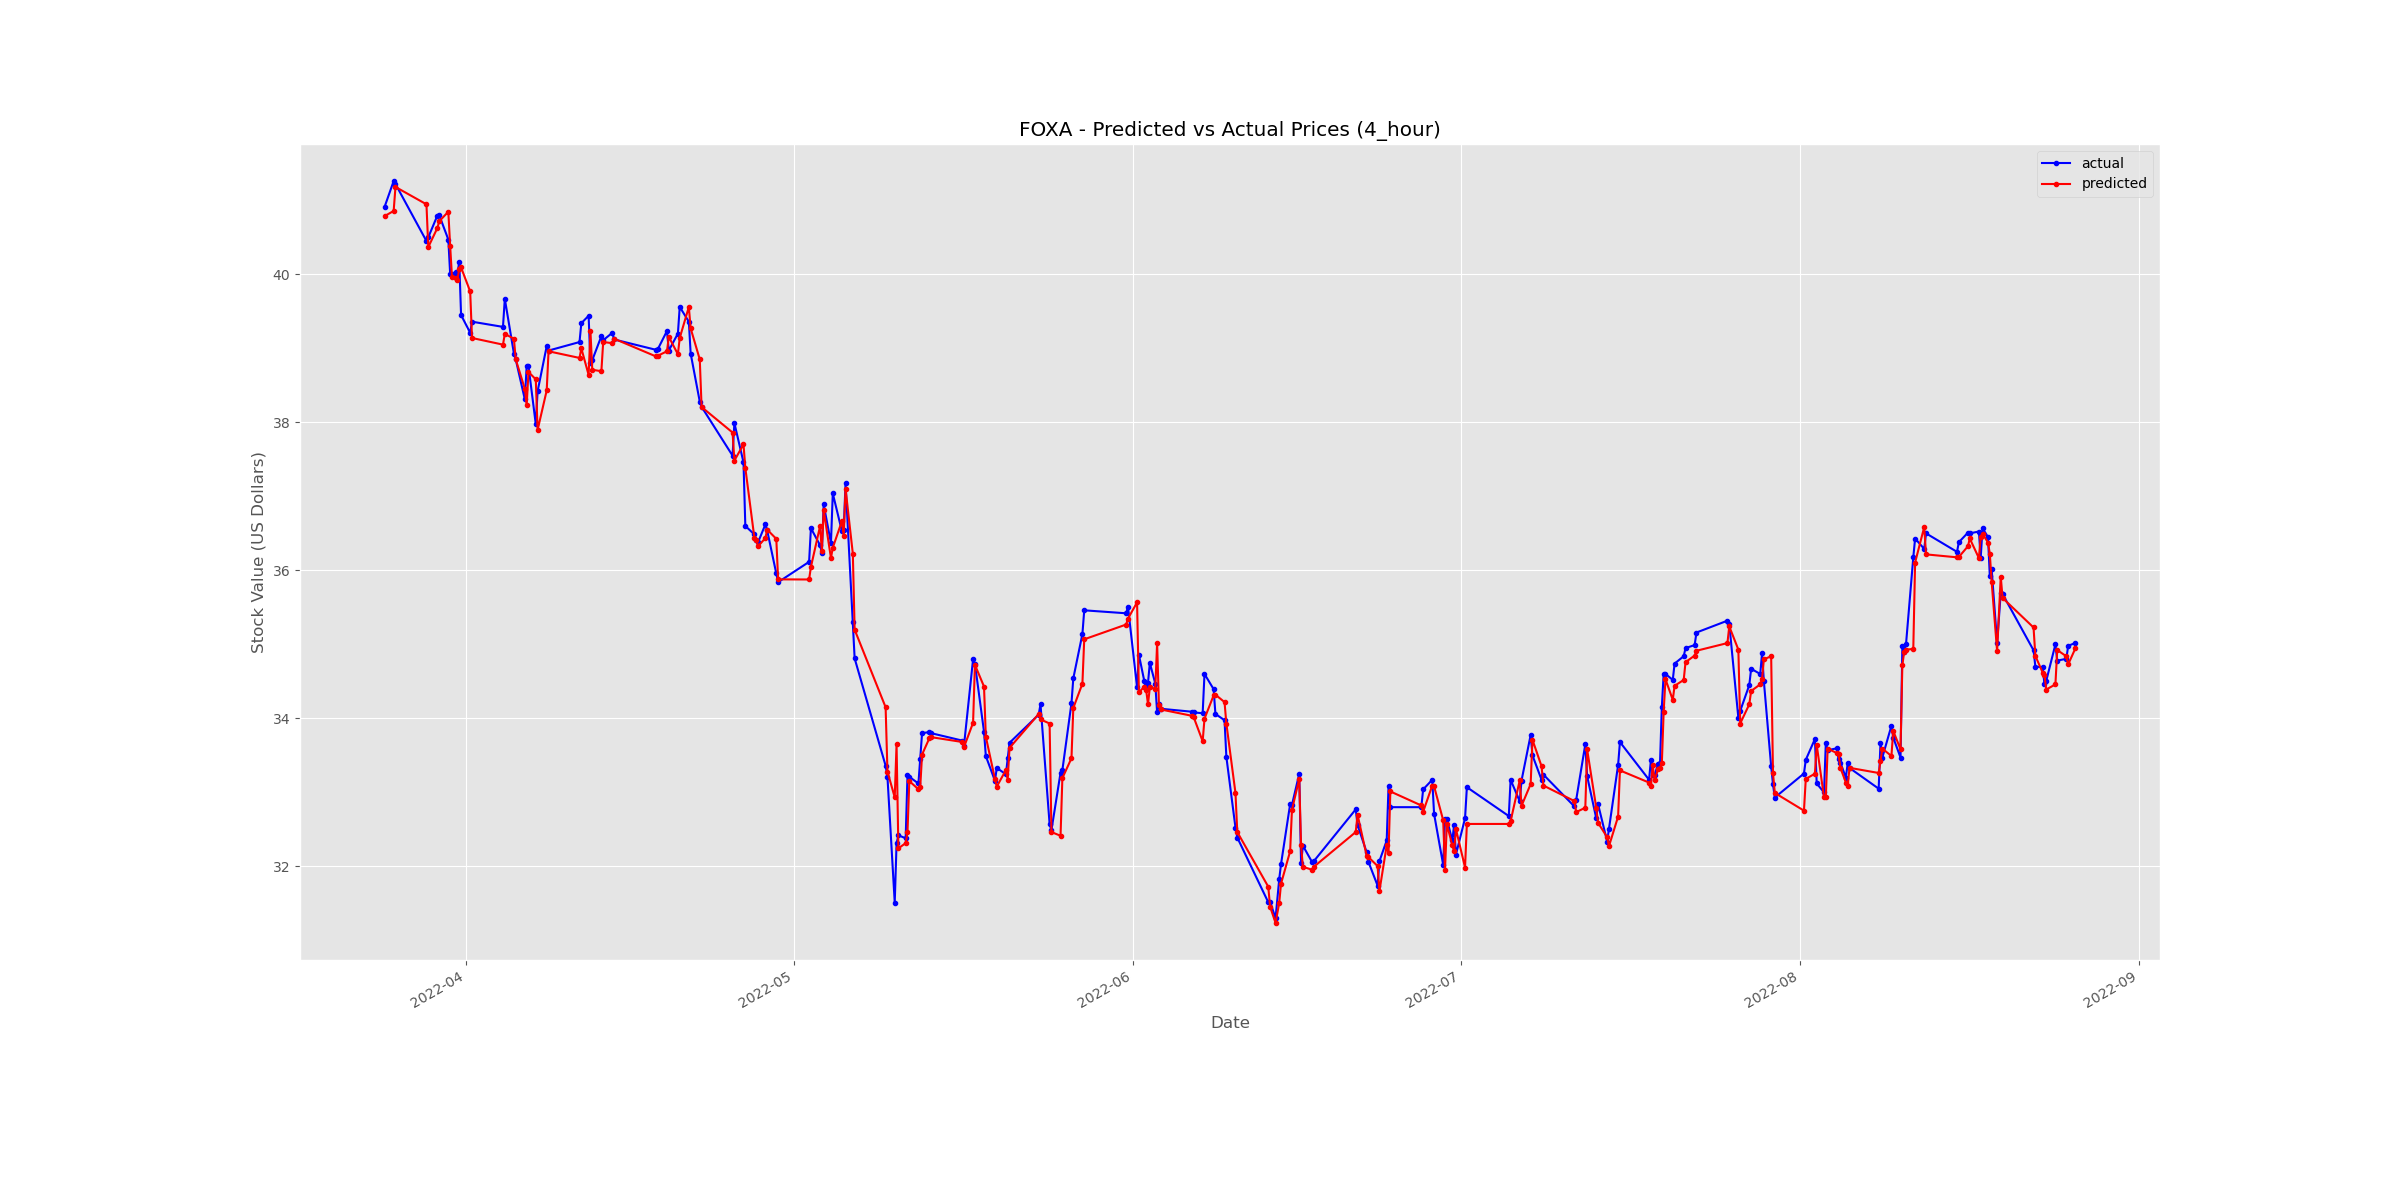 FOXA - Predicted vs Actual Prices (4_hour)
actual
predicted
40
38
36
34
32
Stock Value (US Dollars)
2022-04
2022-05
2022-06
2022-07
2022-08
2022-09
Date